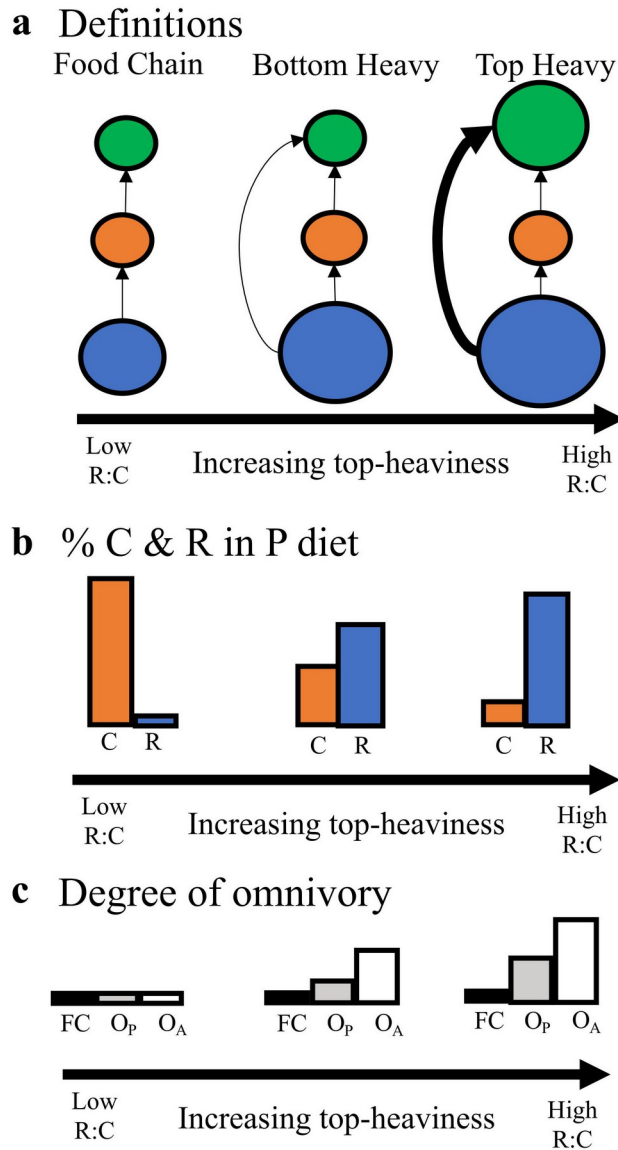 a Definitions
Food Chain Bottom Heavy Top Heavy
Low
R:C
Increasing top-heaviness
High
R:C
b % C & R in P diet
C R C R C R
Low
R:C
Increasing top-heaviness
High
R:C
c Degree of omnivory
FC OP OA FC OP OA FC OP OA
Low
R:C
Increasing top-heaviness
High
R:C